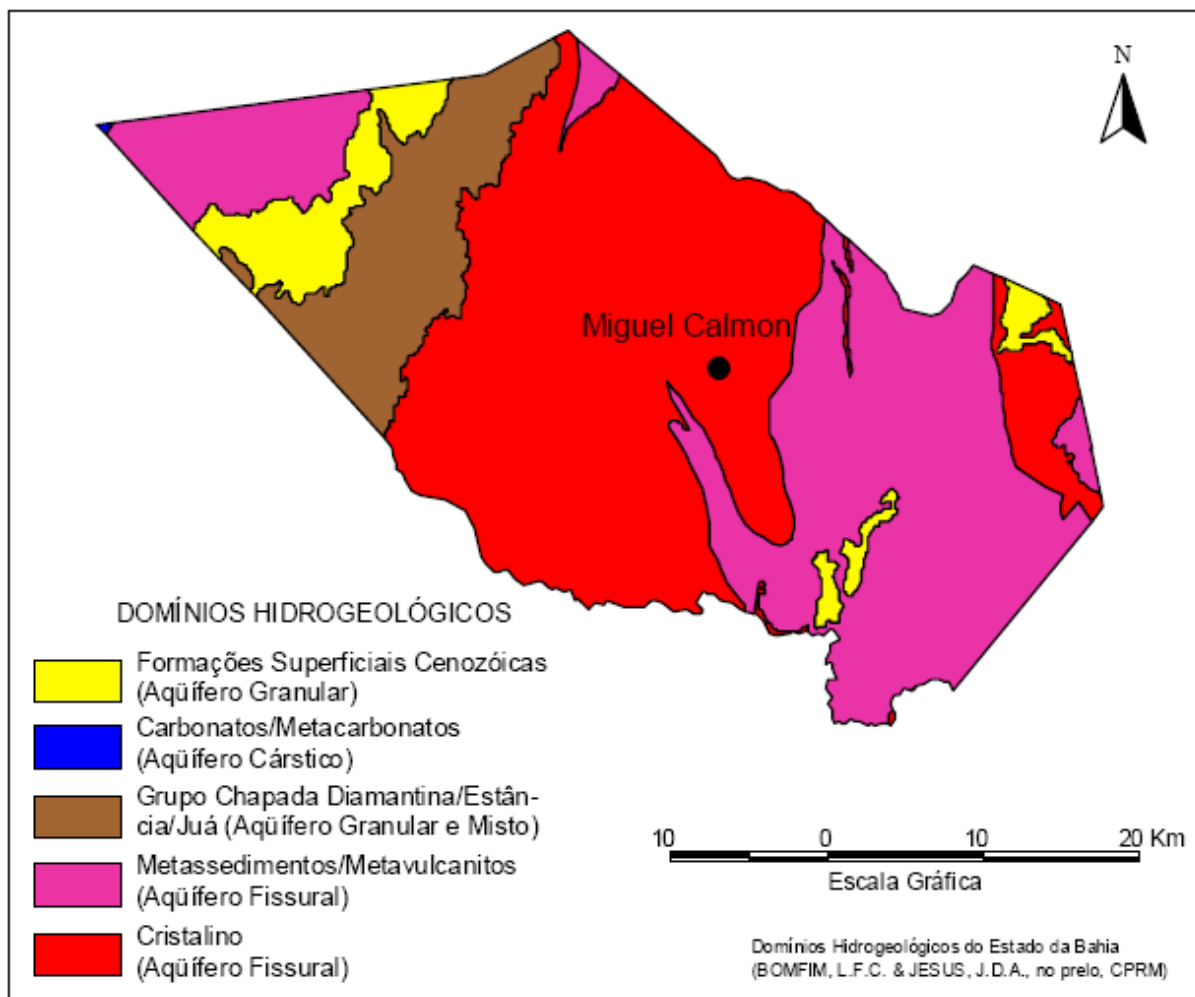 N
Miguel Calmon
DOMÍNIOS HIDROGEOLÓGICOS
Formações Superficiais Cenozóicas
(Aqüífero Granular)
Carbonatos/Metacarbonatos
(Aqüífero Cárstico)
Grupo Chapada Diamantina/Estân-
cia/Juá (Aqüífero Granular e Misto)
Metassedimentos/Metavulcanitos
(Aqüífero Fissural)
Cristalino
(Aqüífero Fissural)
10 0 10 20 Km
Escala Gráfica
Domínios Hidrogeológicos do Estado da Bahia
(BOMFIM, L.F.C. & JESUS, J.D.A., no prelo, CPRM)